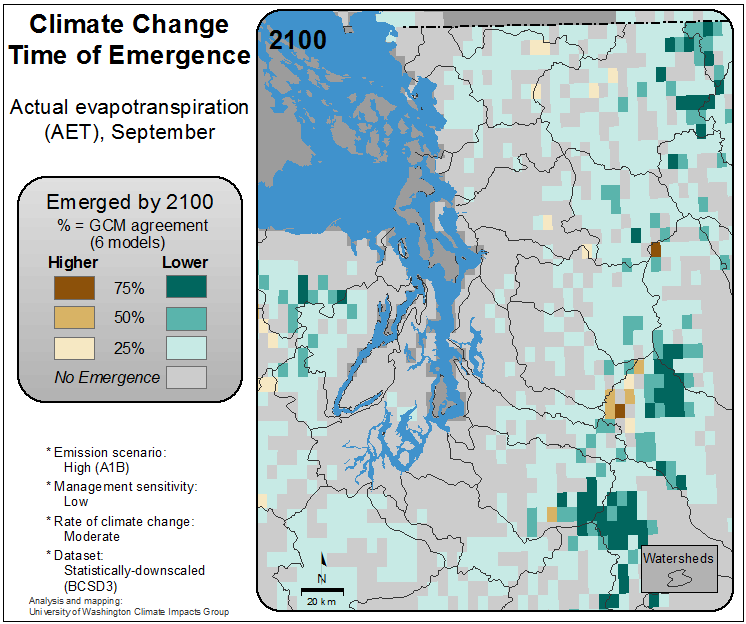 Climate Change
Time of Emergence
Actual evapotranspiration
(AET), September
Emerged by 2100
% = GCM agreement
(6 models)
Higher Lower
75%
50%
25%
No Emergence
* Emission scenario:
High (A1B)
* Management sensitivity:
Low
* Rate of climate change:
Moderate
* Dataset:
Statistically-downscaled
(BCSD3)
Analysis and mapping:
University of Washington Climate Impacts Group
2100
N
20 km
Watersheds